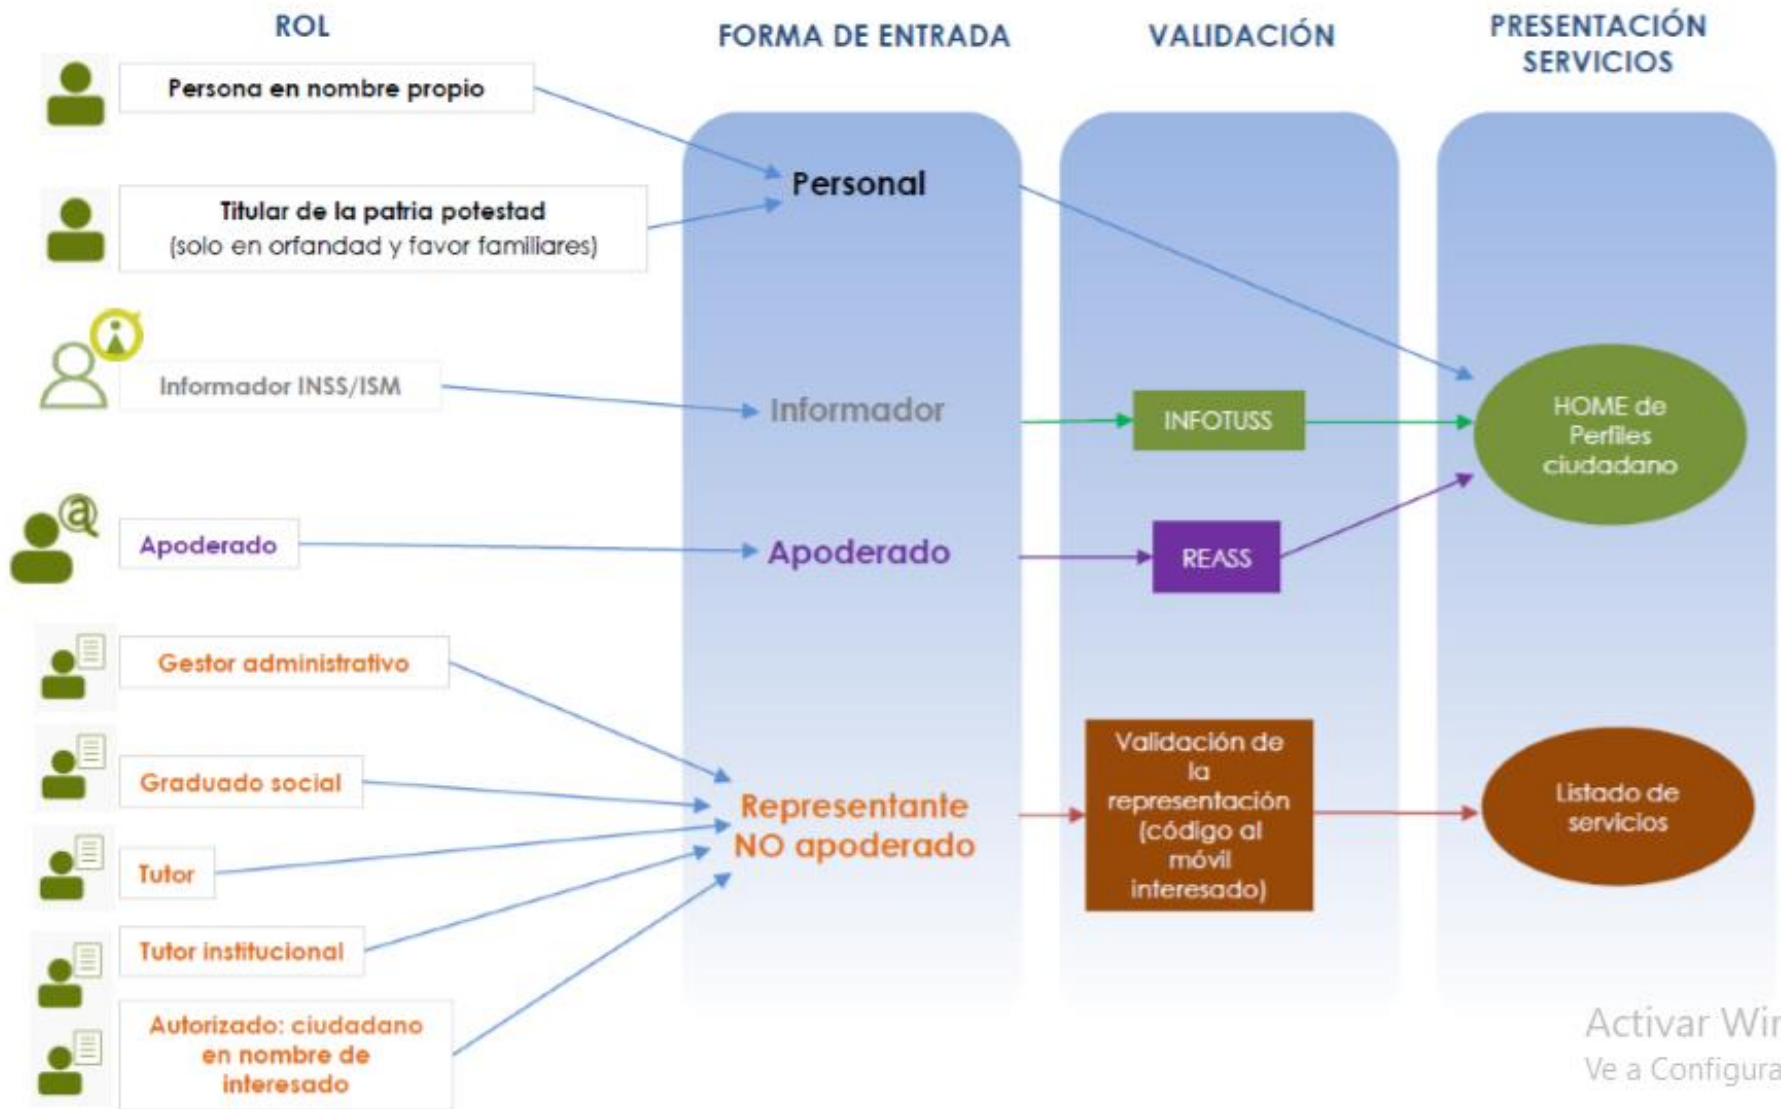 ROL
FORMA DE ENTRADA
VALIDACIÓN
PRESENTACIÓN
SERVICIOS
Persona en nombre propio
Titular de la patria potestad
(solo en orfandad y favor familiares)
Personal
Informador INSS/ISM
Informador
INFOTUSS
HOME de
Perfiles
ciudadano
@
Apoderado
Apoderado
REASS
Gestor administrativo
Graduado social
Tutor
Tutor institucional
Autorizado: ciudadano
en nombre de
interesado
Representante
NO apoderado
Validación de
la
representación
(código al
móvil
interesado)
Listado de
servicios
Activar Win
Ve a Configura